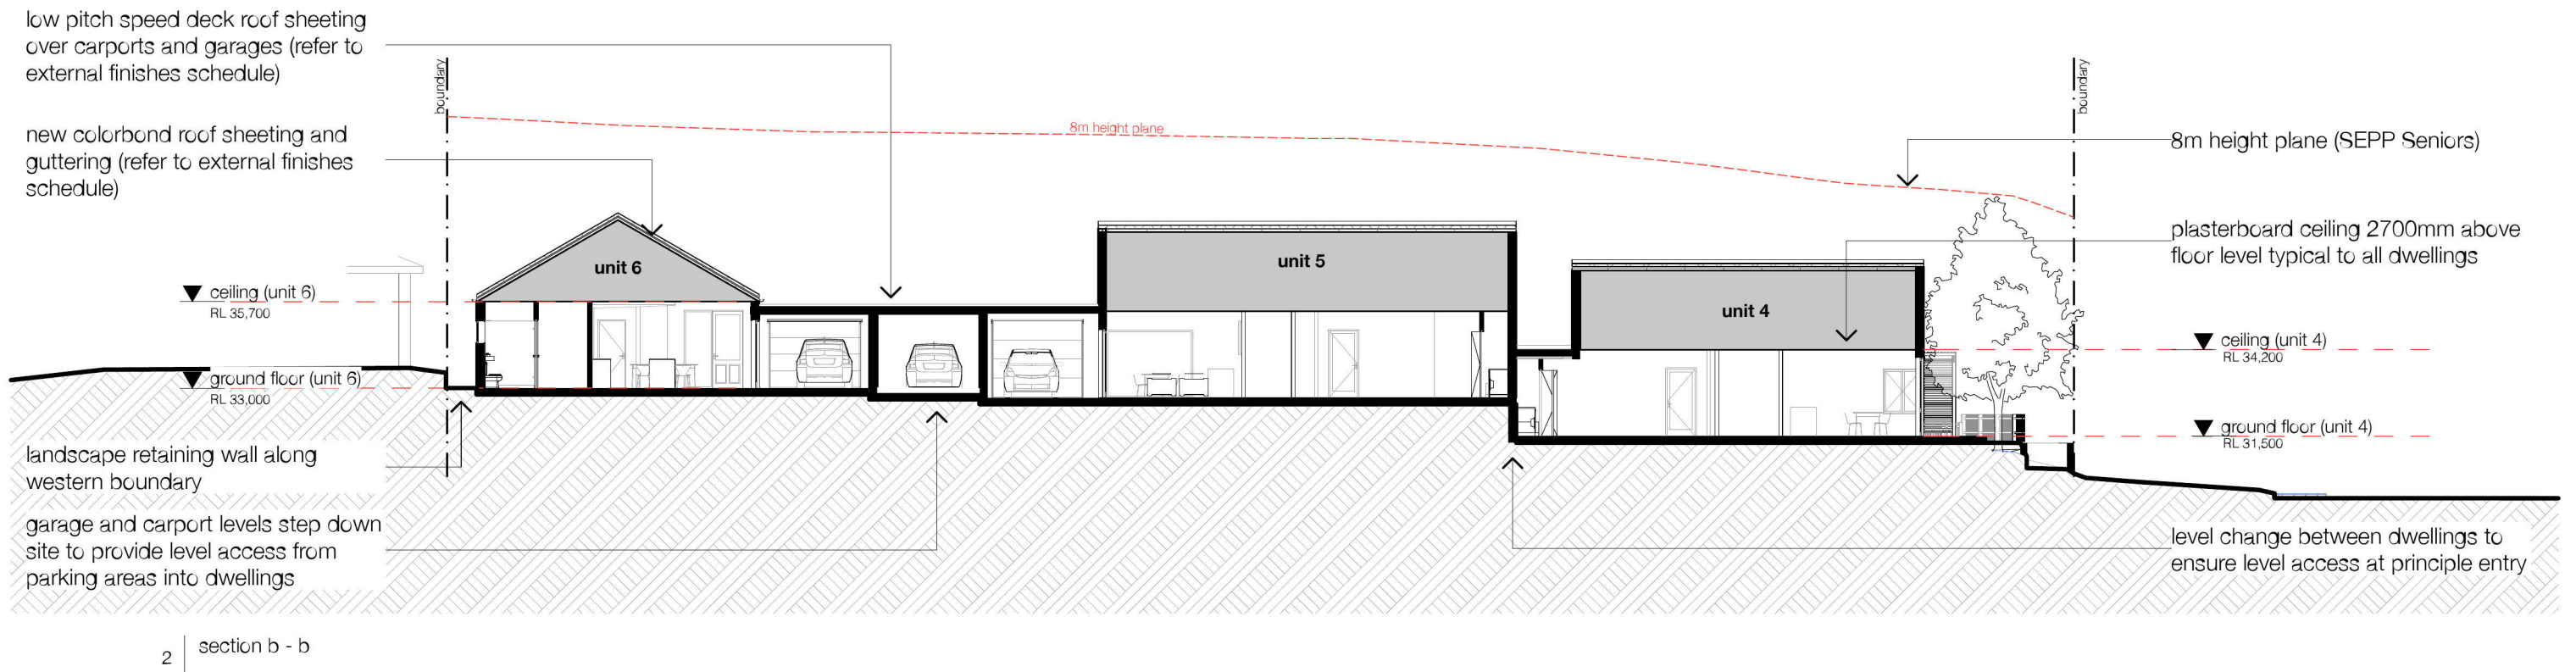 low pitch speed deck roof sheeting
over carports and garages (refer to
external finishes schedule)
boundary
boundary
8m height plane
new colorbond roof sheeting and
guttering (refer to external finishes
schedule)
8m height plane (SEPP Seniors)
plasterboard ceiling 2700mm above
floor level typical to all dwellings
unit 6
unit 5
unit 4
ceiling (unit 6)
RL 35,700
ceiling (unit 4)
RL 34,200
ground floor (unit 6)
RL 33,000
ground floor (unit 4)
RL 31,500
landscape retaining wall along
western boundary
garage and carport levels step down
site to provide level access from
parking areas into dwellings
level change between dwellings to
ensure level access at principle entry
2
section b - b